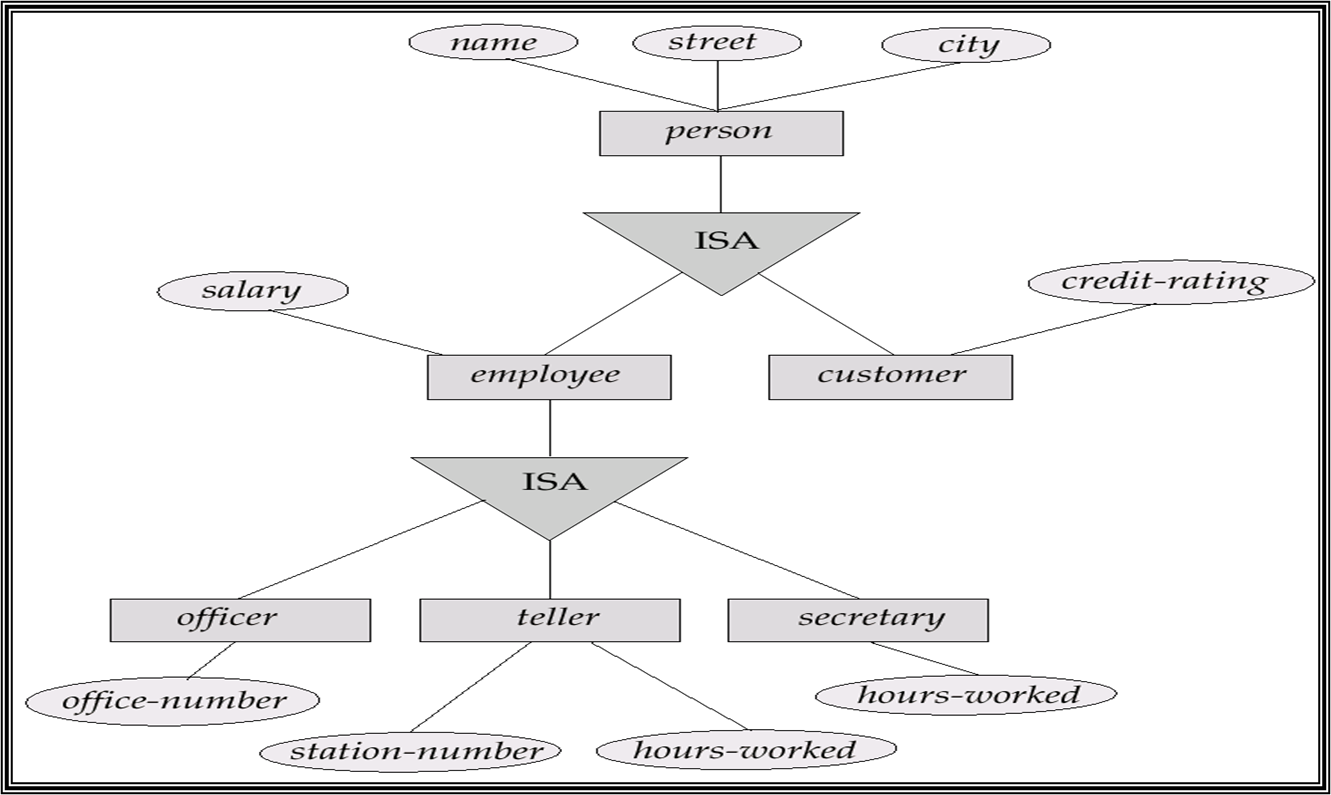 name
street
city
person
ISA
salary
credit-rating
employee
customer
ISA
officer
teller
secretary
office-number
hours-worked
station-number
hours-worked